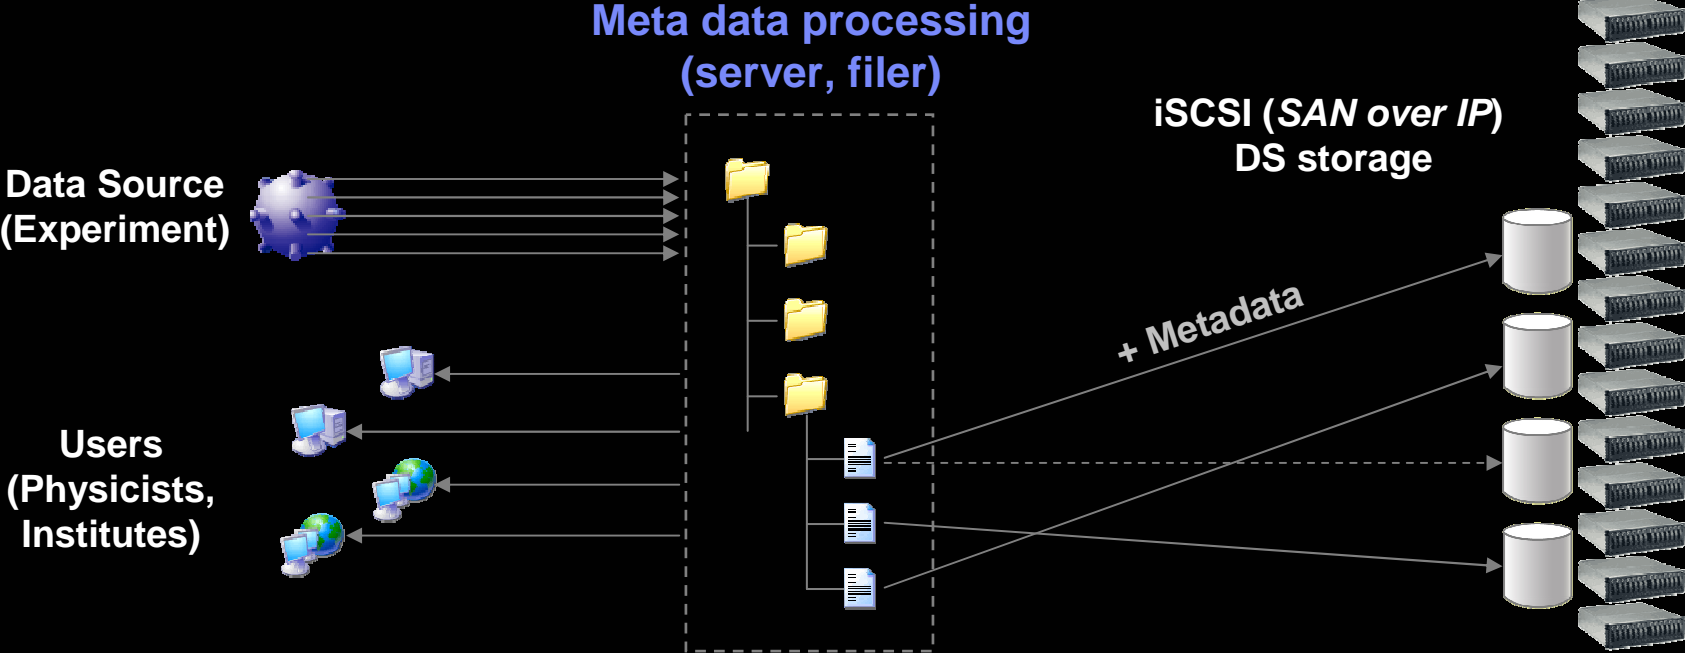 Meta data processing
(server, filer)
iSCSI (SAN over IP)
DS storage
Data Source
(Experiment)
+ Metadata
Users
(Physicists,
Institutes)